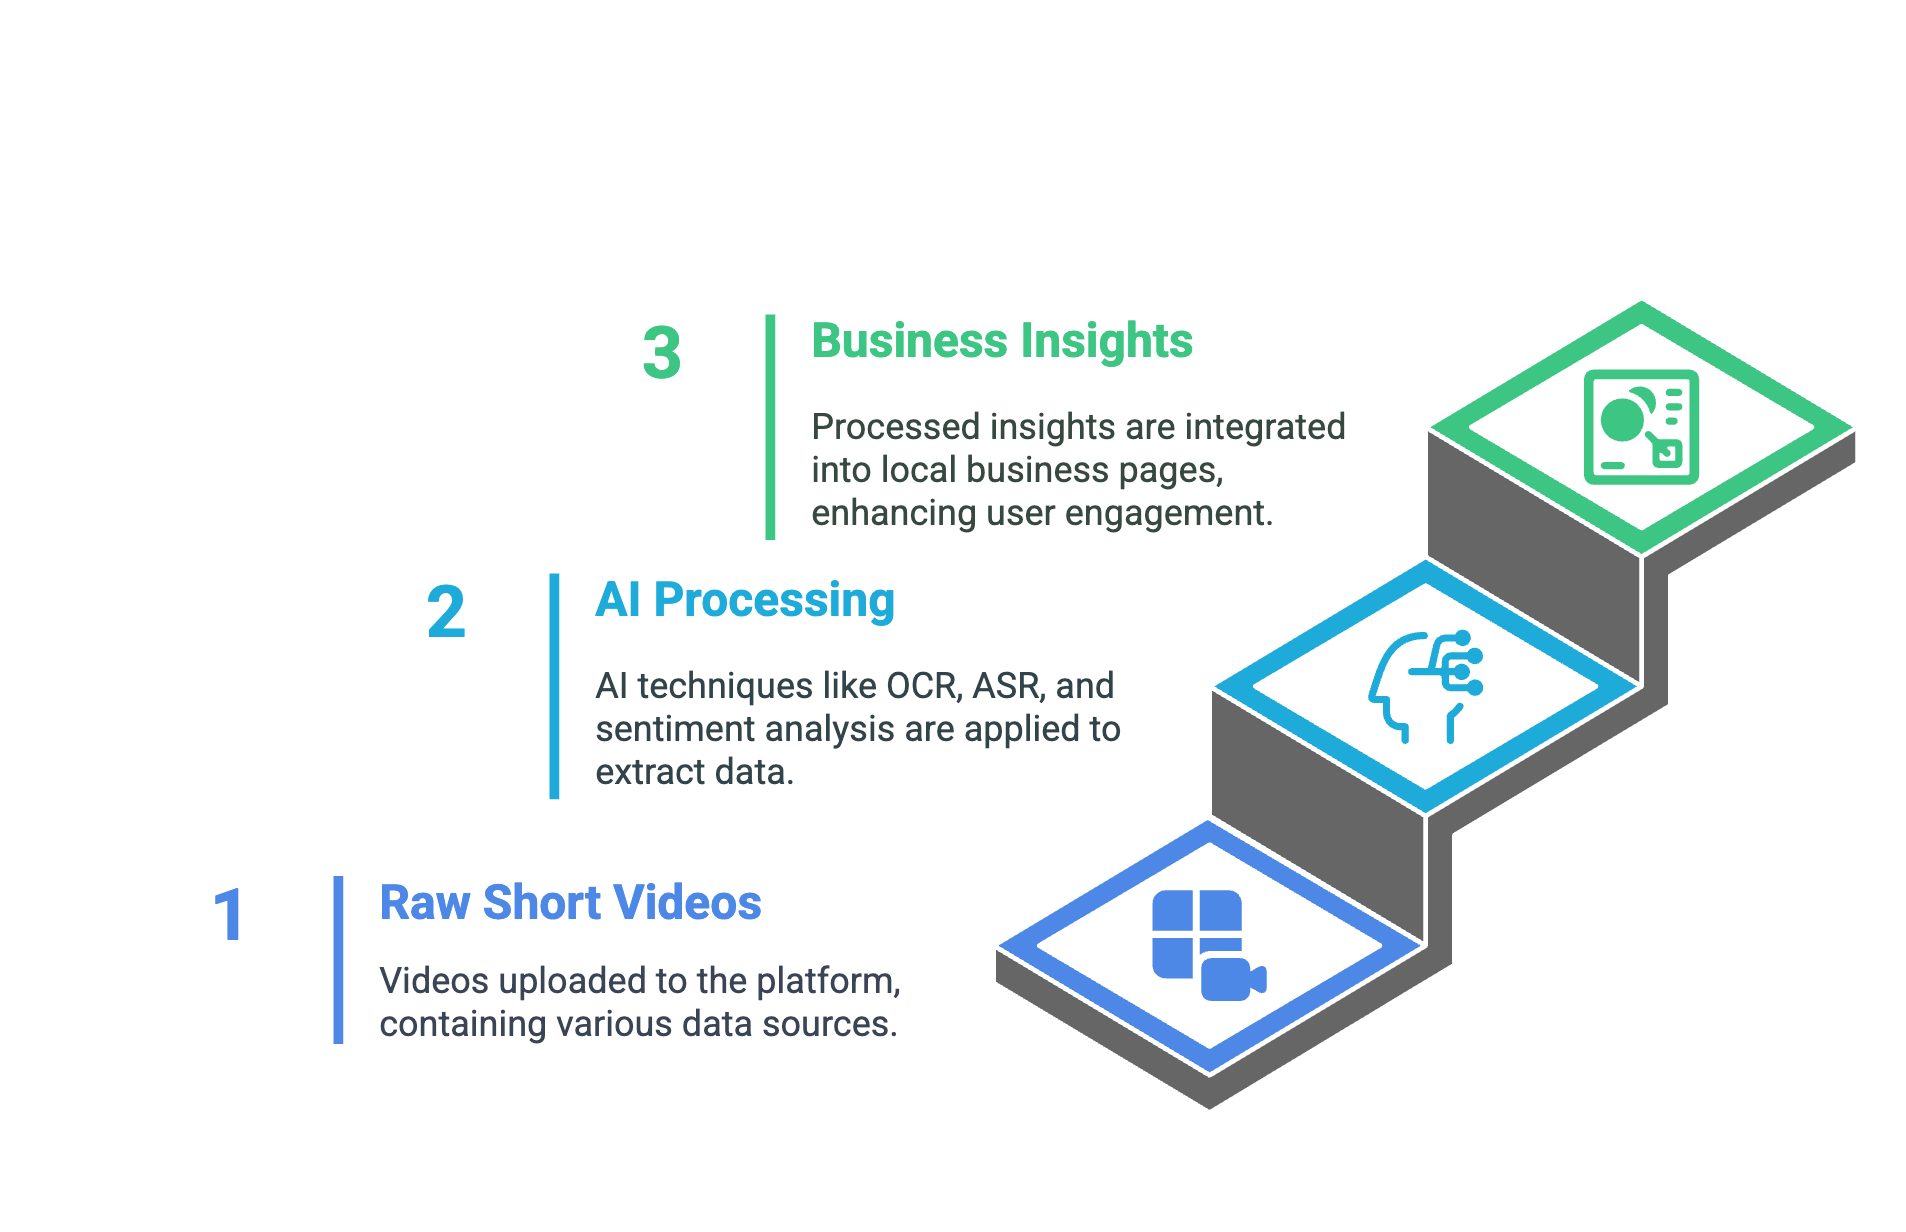 3
Business Insights
Processed insights are integrated
into local business pages,
enhancing user engagement.
2
AI Processing
AI techniques like OCR, ASR, and
sentiment analysis are applied to
extract data.
1
Raw Short Videos
Videos uploaded to the platform,
containing various data sources.